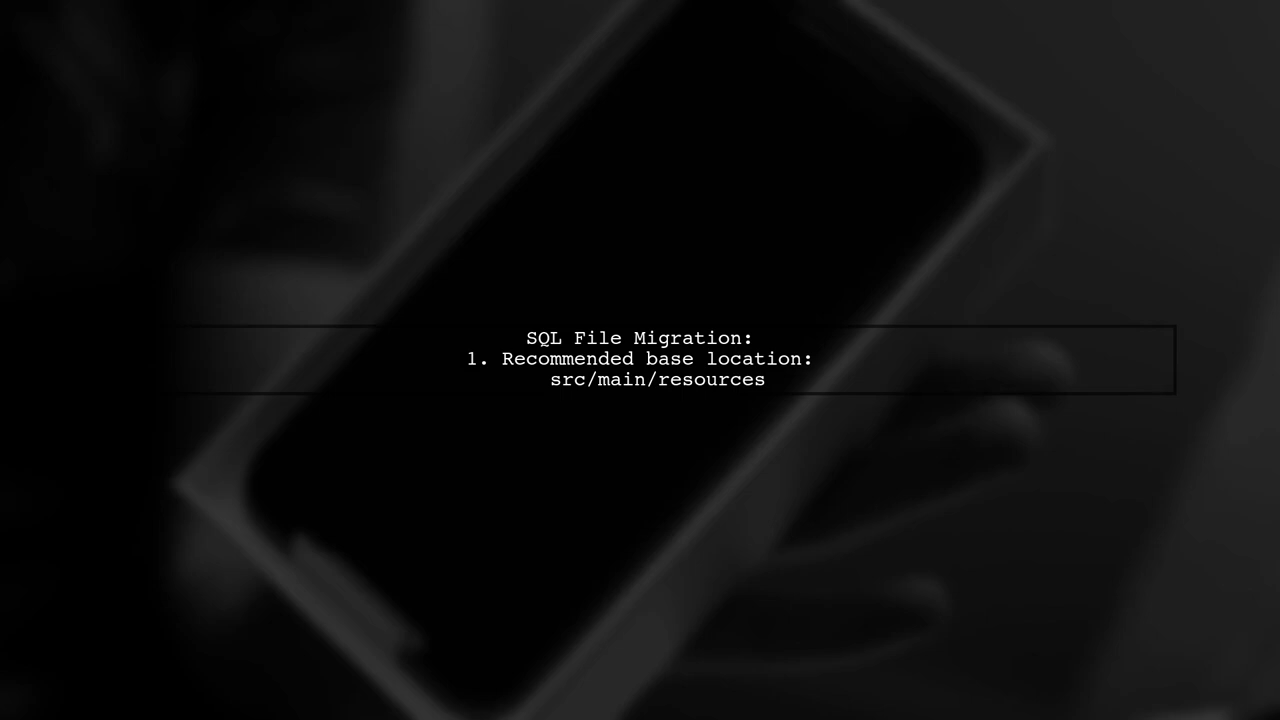 SQL File Migration:
1. Recommended base location:
src/main/resources